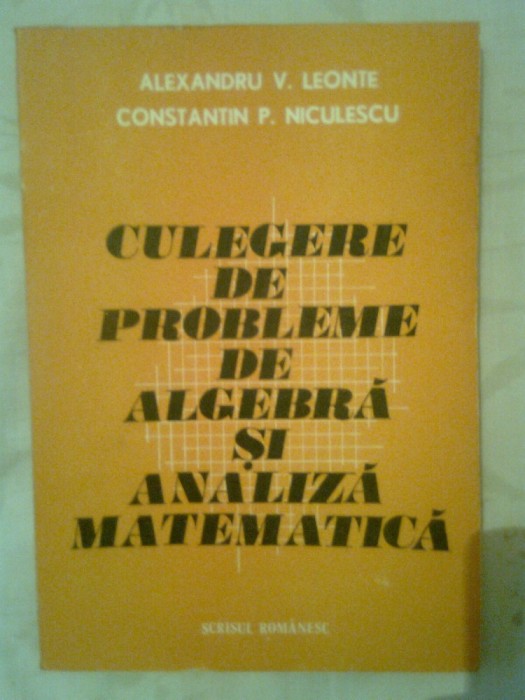 ALEXANDRU V. LEONTE
CONSTANTIN P. NICULESCU
CULEGERE
DE
PROBLEME
DE
ALGEBRĂ
ȘI
ANALIZĂ
MATEMATICĂ
SCRISUL ROMÂNESC